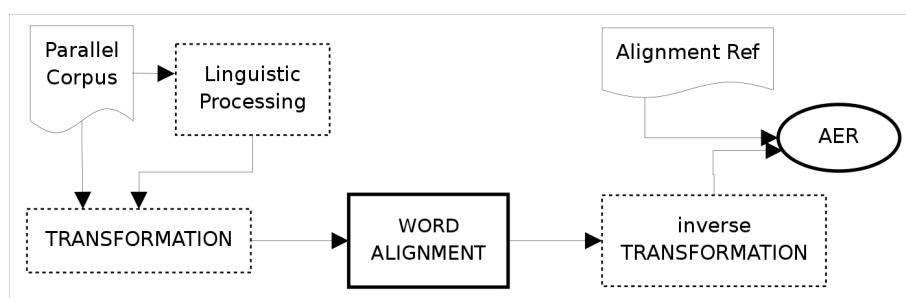 Parallel
Corpus
Linguistic
Processing
Alignment Ref
AER
TRANSFORMATION
WORD
ALIGNMENT
inverse
TRANSFORMATION